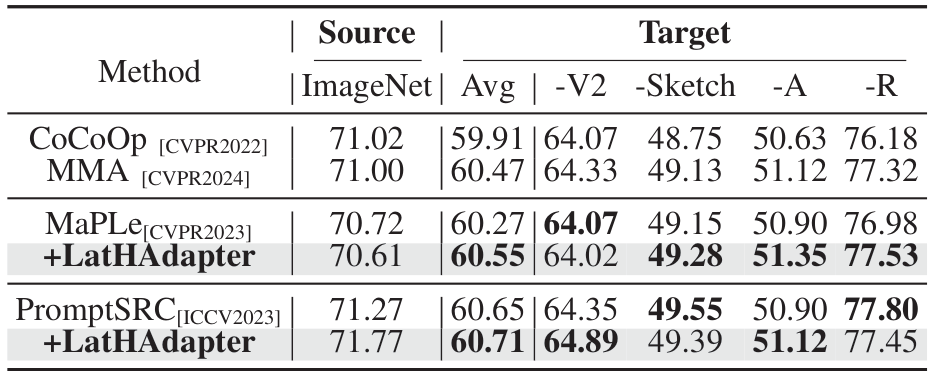 Source Target
Method
ImageNet Avg -V2 -Sketch -A -R
CoCoOp [CVPR2022] 71.02 59.91 64.07 48.75 50.63 76.18
MMA [CVPR2024] 71.00 60.47 64.33 49.13 51.12 77.32
MaPLe[CVPR2023] 70.72 60.27 64.07 49.15 50.90 76.98
+LatHAdapter 70.61 60.55 64.02 49.28 51.35 77.53
PromptSRC[ICCV2023] 71.27 60.65 64.35 49.55 50.90 77.80
+LatHAdapter 71.77 60.71 64.89 49.39 51.12 77.45